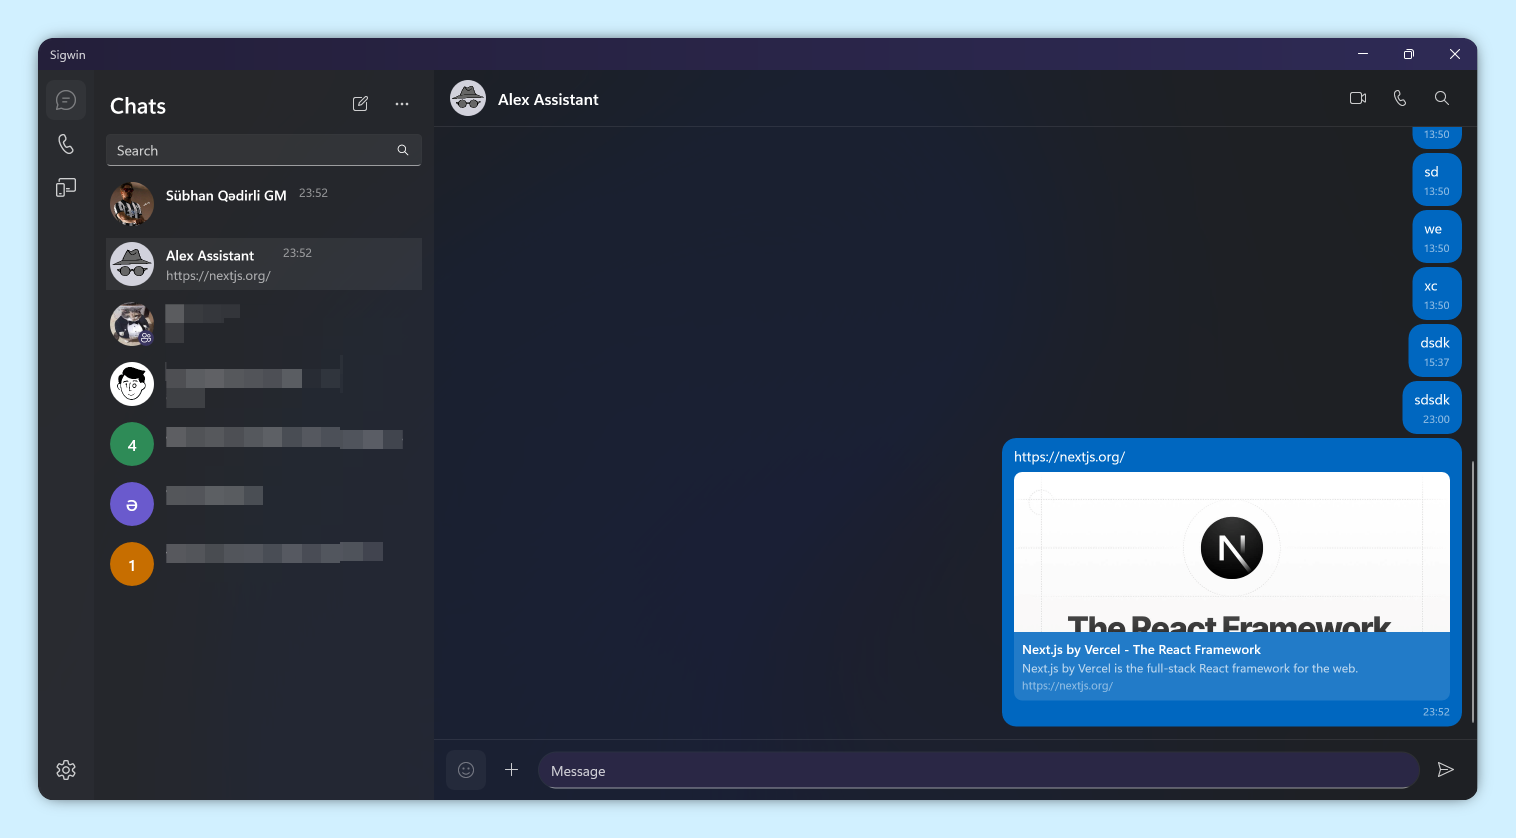 Sigwin
Chats
Search
Sübhan Qədirli GM 23:52
Alex Assistant 23:52
https://nextjs.org/
4
ə
1
Alex Assistant
13:50
sd
13:50
we
13:50
xc
13:50
dsdk
15:37
sdsdk
23:00
https://nextjs.org/
N
The React Framework
Next.js by Vercel - The React Framework
Next.js by Vercel is the full-stack React framework for the web.
https://nextjs.org/
23:52
Message